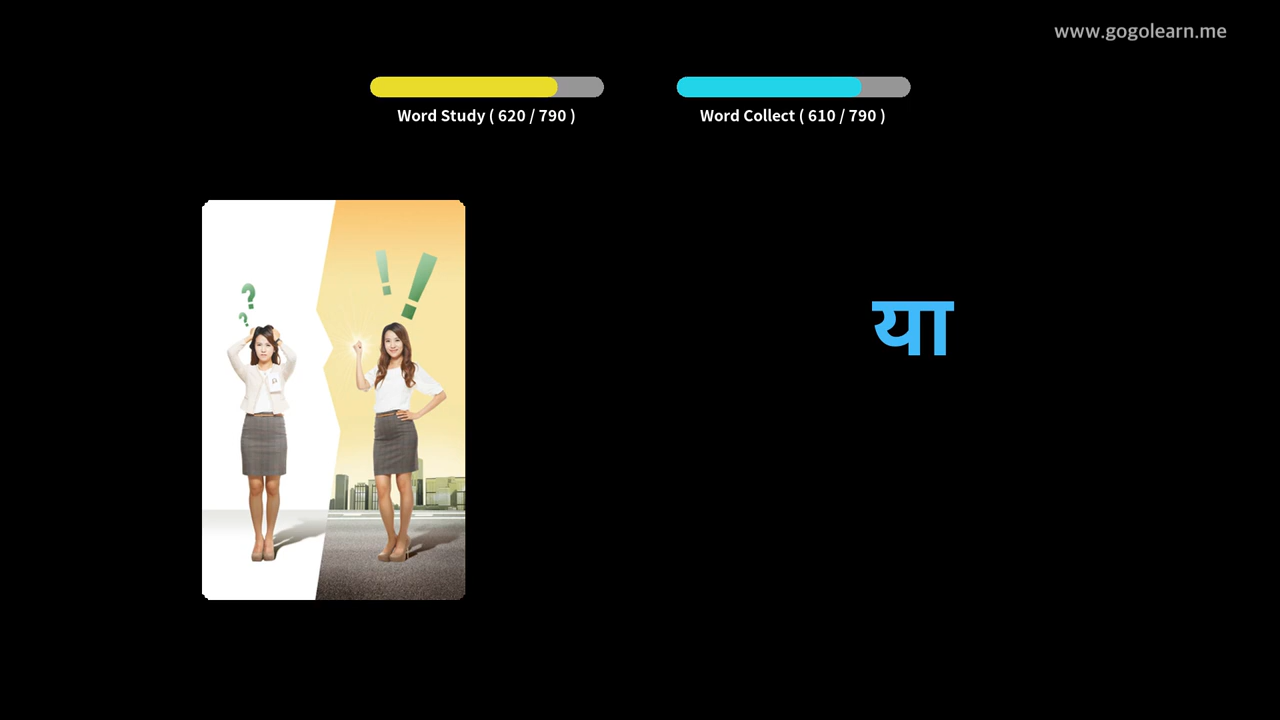 www.gogolearn.me
Word Study ( 620 / 790 )
Word Collect ( 610 / 790 )
? ?
! !
या